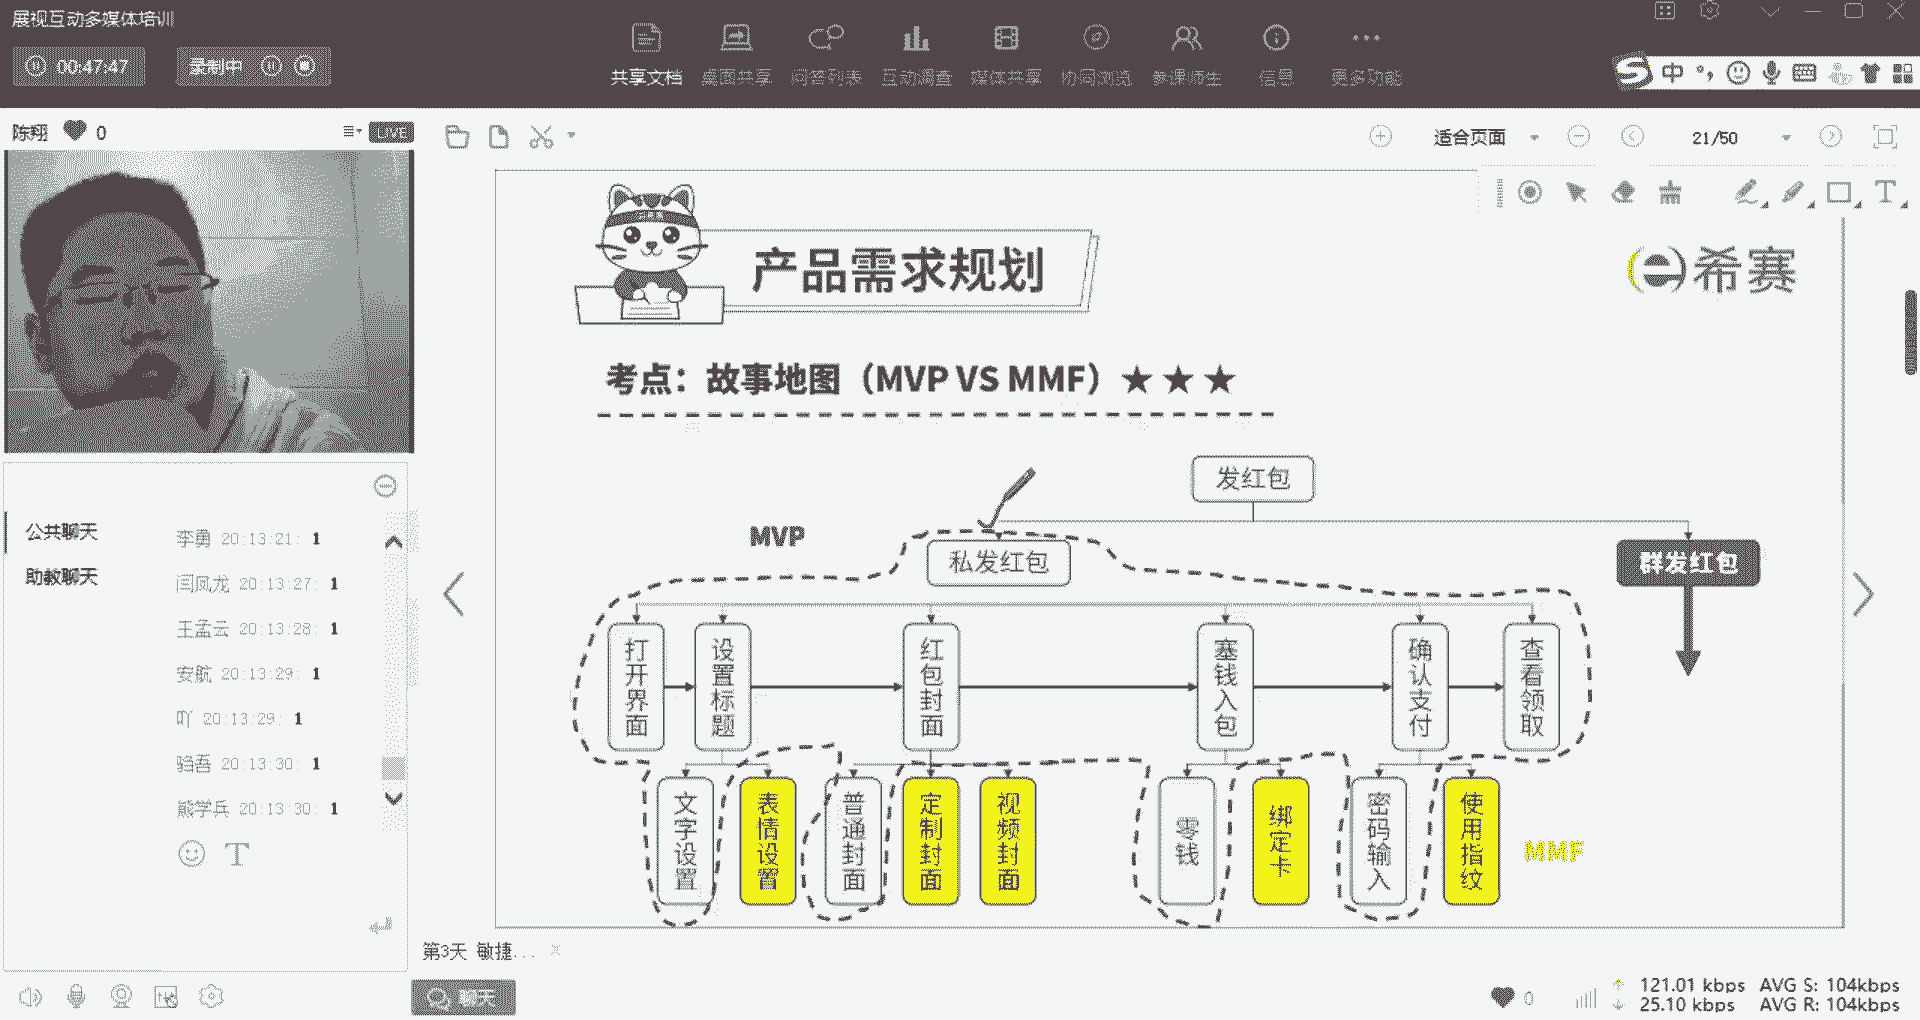 展视互动多媒体培训
00:47:47
录制中
共享文档 桌面共享 问答列表 互动调查 媒体共享 协同浏览 参课师生 信息 更多功能
中
陈翔 0
LIVE
适合页面
21/50
T
产品需求规划
希赛
考点：故事地图（MVP VS MMF）★ ★ ★
发红包
MVP
私发红包
群发红包
打开界面
设置标题
红包封面
塞钱入包
确认支付
查看领取
文字设置
表情设置
普通封面
定制封面
视频封面
零钱
绑定卡
密码输入
使用指纹
MMF
公共聊天
助教聊天
李勇 20:13:21: 1
闫凤龙 20:13:27: 1
王孟云 20:13:28: 1
安航 20:13:29: 1
吖 20:13:29: 1
20:13:30: 1
熊学兵 20:13:30: 1
T
第3天 敏捷...
聊天
0
121.01 kbps AVG S: 104kbps
25.10 kbps AVG R: 104kbps